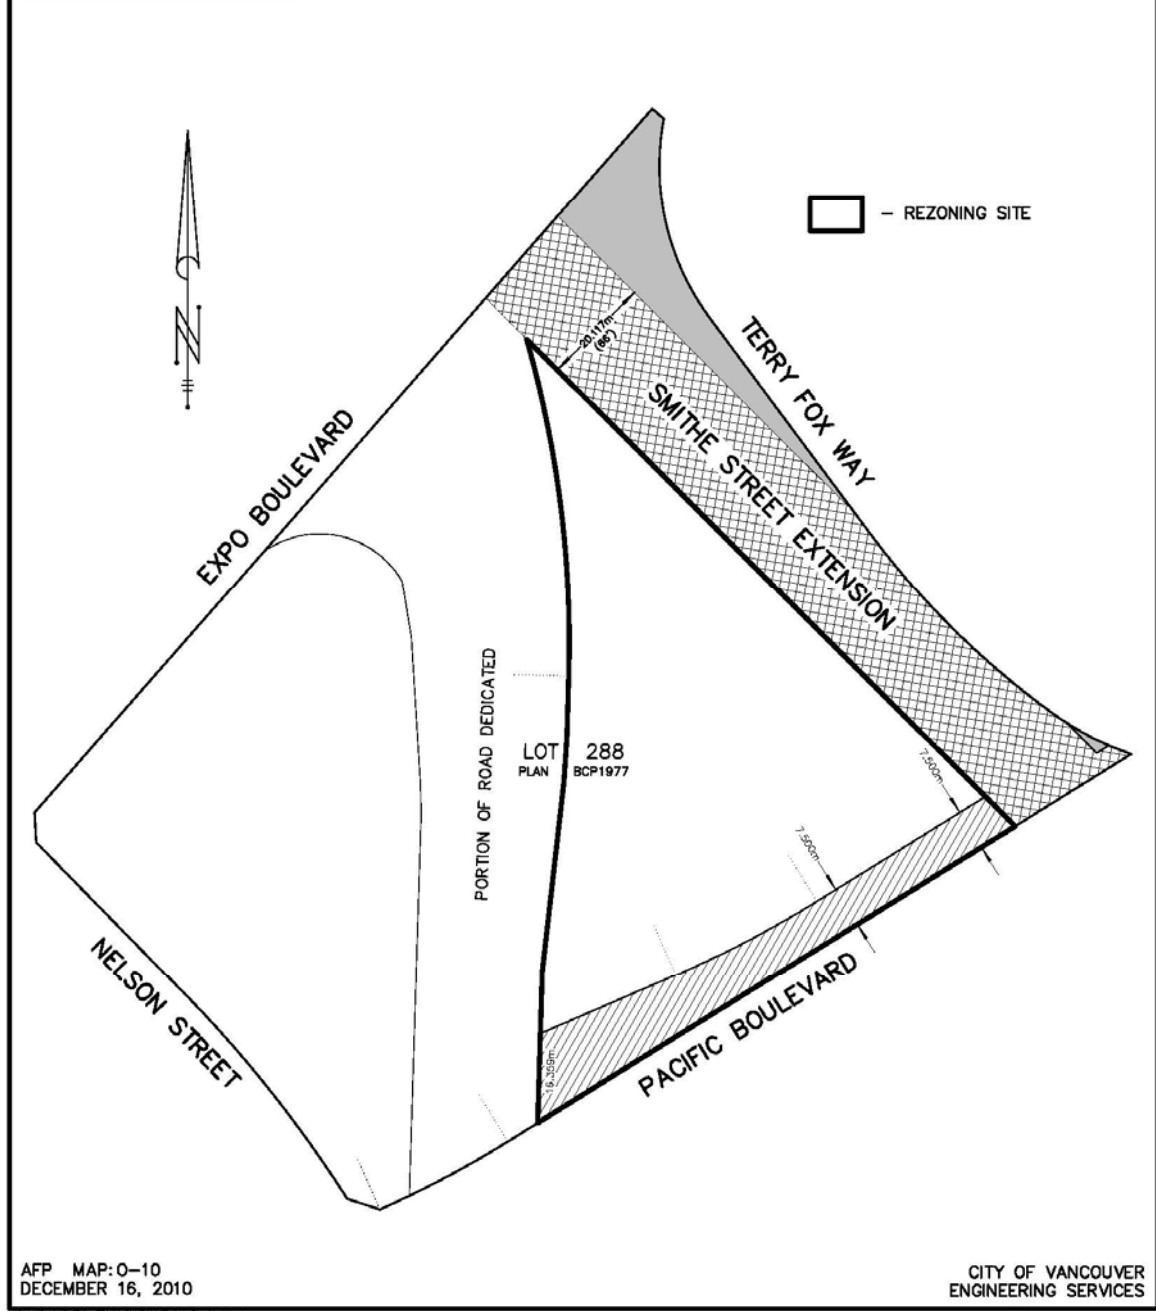 - REZONING SITE
20.117m
(66')
TERRY FOX WAY
SMITHE STREET EXTENSION
EXPO BOULEVARD
PORTION OF ROAD DEDICATED
LOT 288
PLAN BCP1977
7.500m
7.500m
NELSON STREET
PACIFIC BOULEVARD
N
AFP MAP: O-10
DECEMBER 16, 2010
CITY OF VANCOUVER
ENGINEERING SERVICES